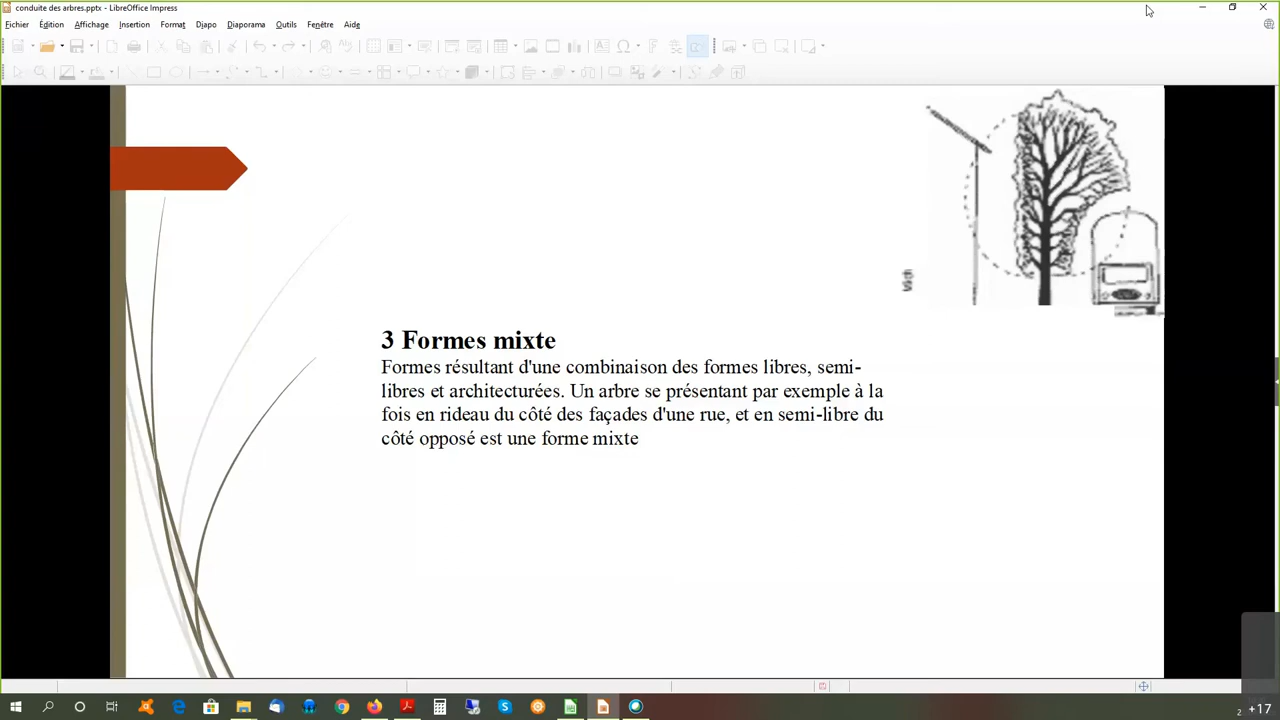 conduite des arbres.pptx - LibreOffice Impress
Fichier Édition Affichage Insertion Format Diapo Diaporama Outils Fenêtre Aide
3 Formes mixte
Formes résultant d'une combinaison des formes libres, semi-
libres et architecturées. Un arbre se présentant par exemple à la
fois en rideau du côté des façades d'une rue, et en semi-libre du
côté opposé est une forme mixte
2 +17